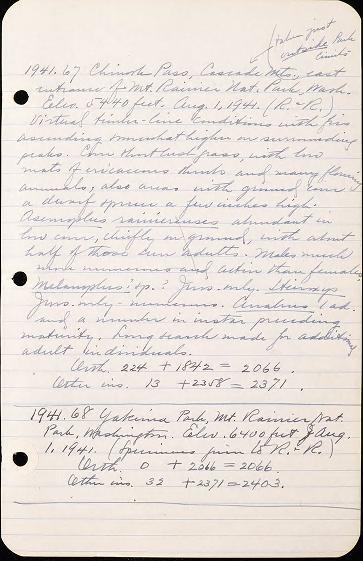 taken just
outside Park
limits
1941.67 Chinook Pass, Cascade Mts., east
entrance of Mt. Rainier Nat. Park, Wash.
Elev. 5440 feet. Aug. 1, 1941. (R. & R.)
Virtual timber-line conditions with firs
ascending somewhat higher on surrounding
peaks. Open that last pass, with low
mats of ericaceous shrubs and many flowing
annuals; also areas with ground cover
a dwarf spruce a few inches high.
Asemoplus rainierensis abundant in
low cover, chiefly on ground, with about
half of those seen adults. Males much
more numerous and active than females.
Melanoplus? sp.? Juvs. only.
Juvs. only - numerous. Anabrus 1 ad.
and a number in instar preceding
maturity. Long search made for additional
adult individuals.
Orth. 224 + 1842 = 2066.
Other ins. 13 + 2358 = 2371.
1941.68 Yakima Park, Mt. Rainier Nat.
Park, Washington. Elev. 6400 feet. Aug.
1, 1941. (Specimens given to R. & R.)
Orth. 0 + 2066 = 2066.
Other ins. 32 + 2371 = 2403.